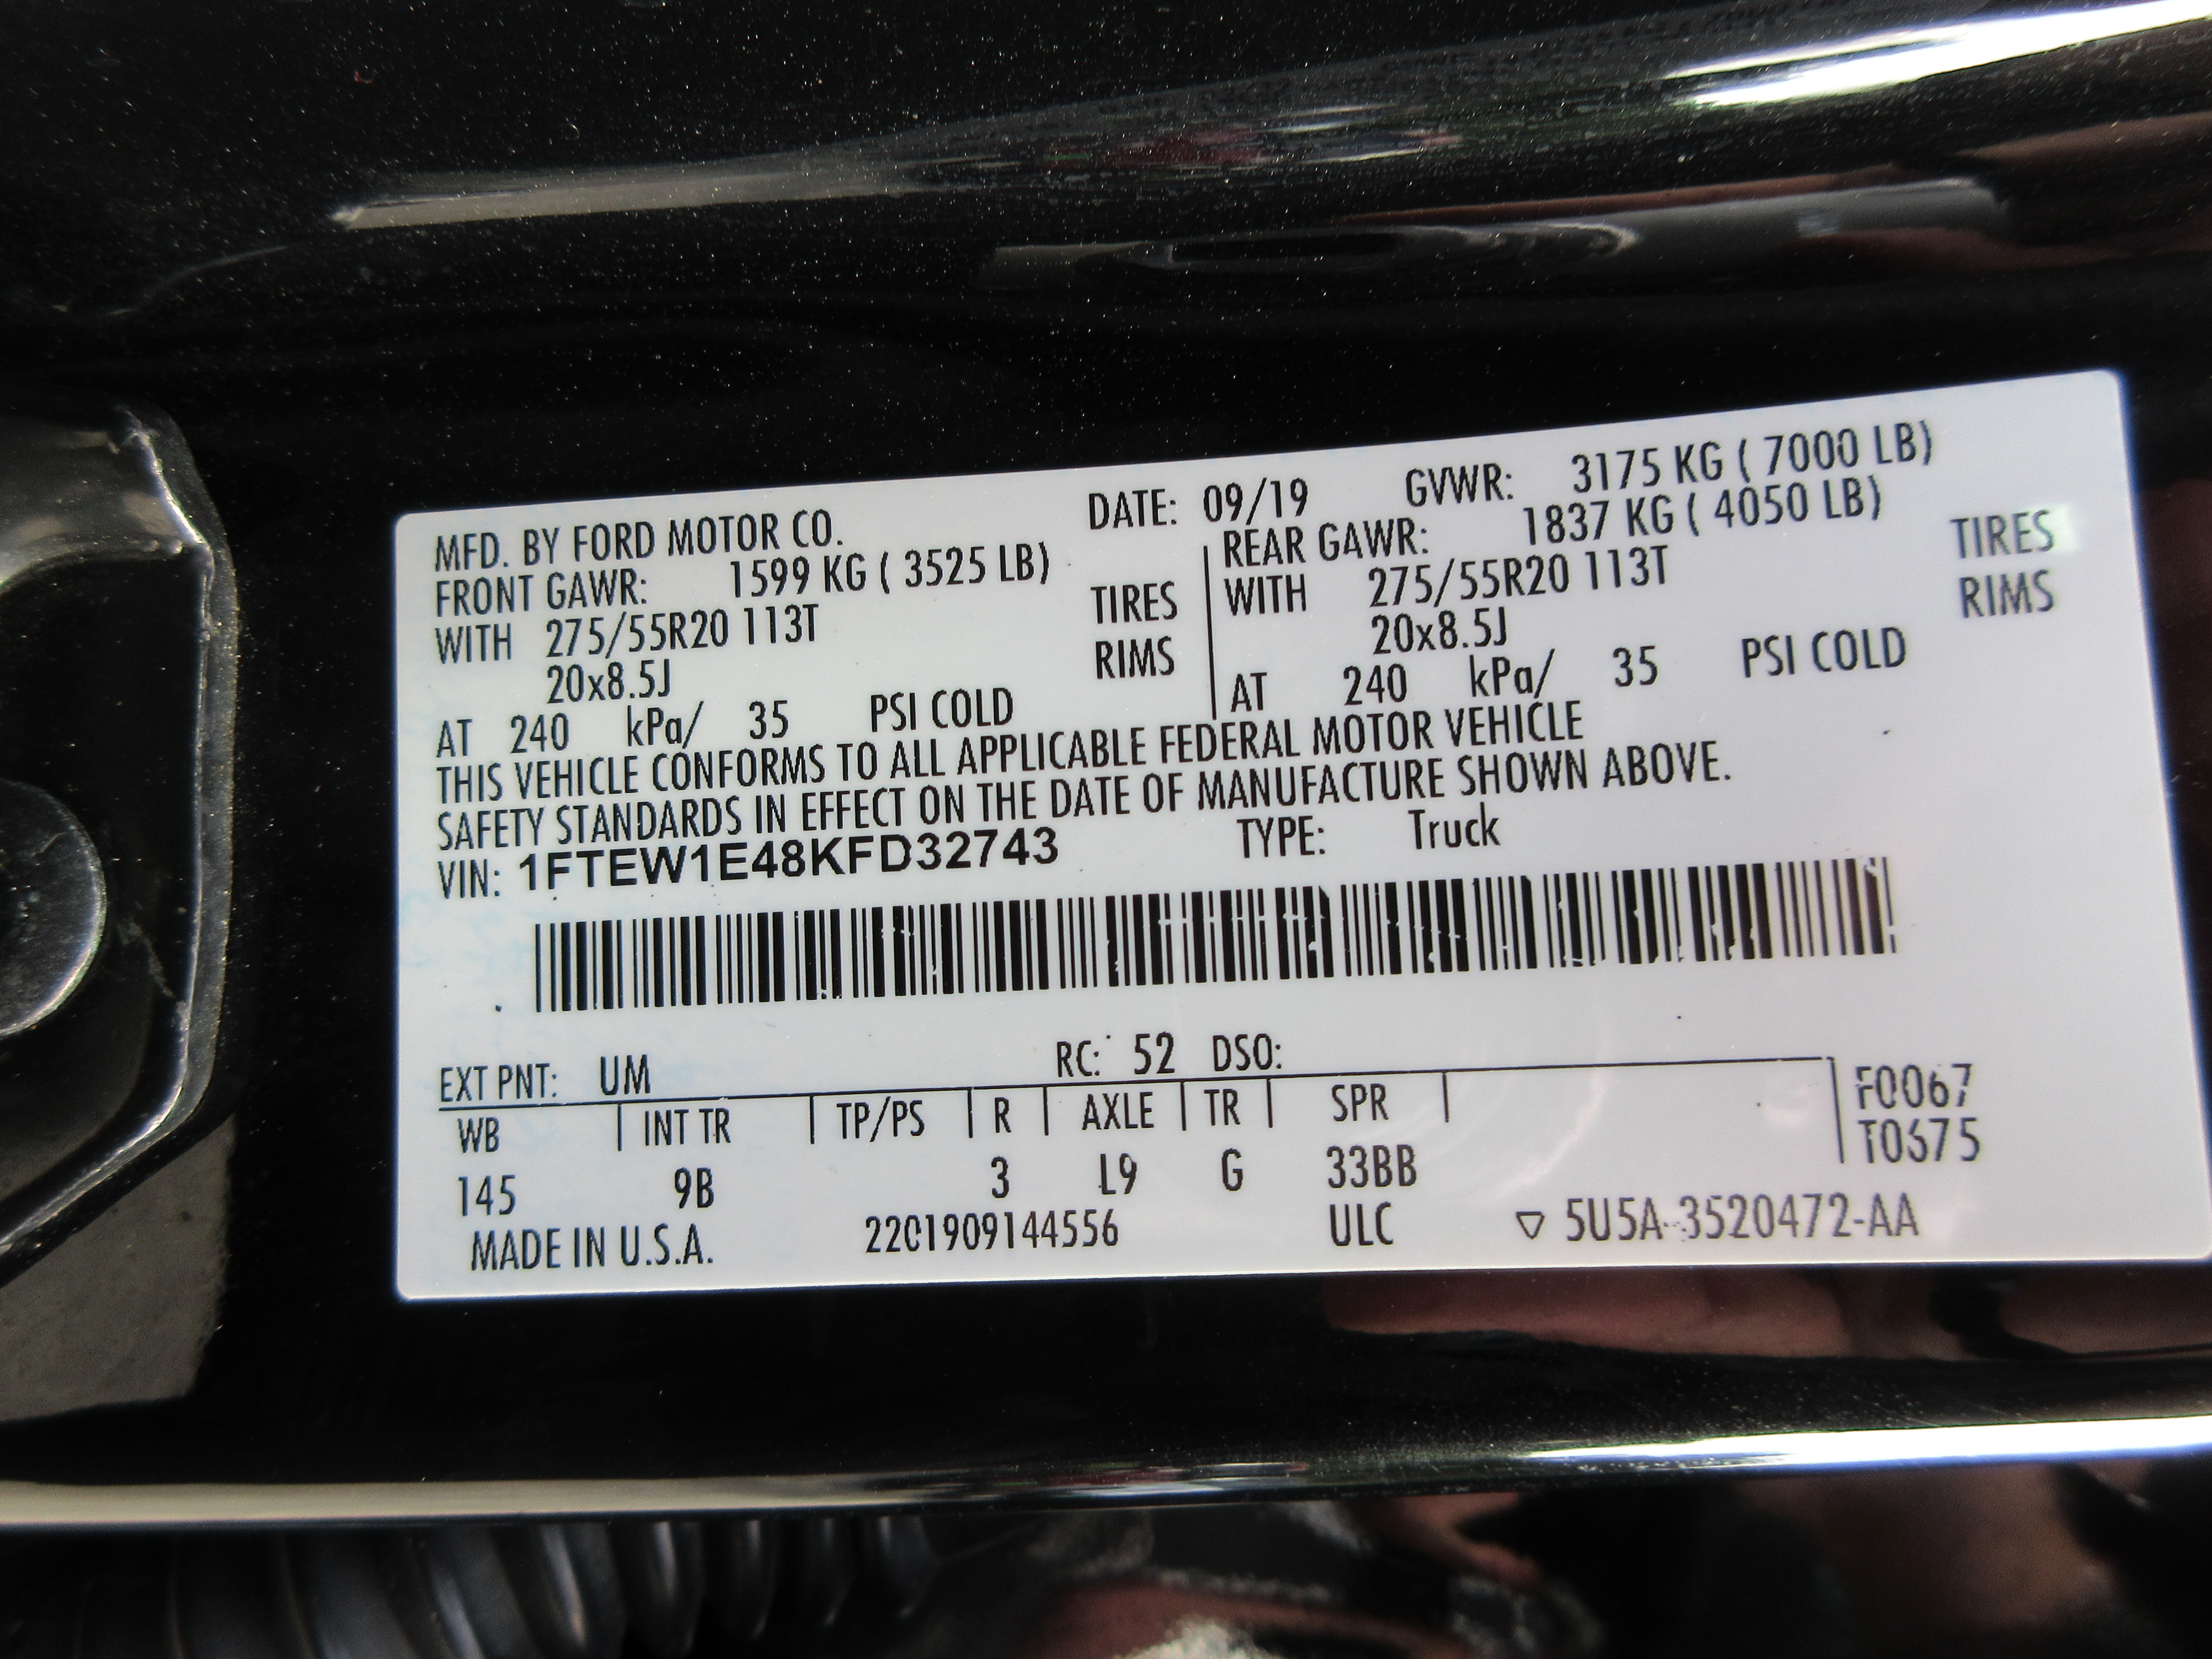 MFD. BY FORD MOTOR CO. DATE: 09/19 GVWR: 3175 KG ( 7000 LB)
FRONT GAWR: 1599 KG ( 3525 LB) REAR GAWR: 1837 KG ( 4050 LB)
WITH 275/55R20 113T TIRES WITH 275/55R20 113T TIRES
20x8.5J RIMS 20x8.5J RIMS
AT 240 kPa/ 35 PSI COLD AT 240 kPa/ 35 PSI COLD
THIS VEHICLE CONFORMS TO ALL APPLICABLE FEDERAL MOTOR VEHICLE
SAFETY STANDARDS IN EFFECT ON THE DATE OF MANUFACTURE SHOWN ABOVE.
VIN: 1FTEW1E48KFD32743 TYPE: Truck
EXT PNT: UM RC: 52 DSO:
WB INT TR TP/PS R AXLE TR SPR F0067
T0675
145 9B 3 L9 G 33BB
MADE IN U.S.A. 2201909144556 ULC ▽ 5U5A-3520472-AA